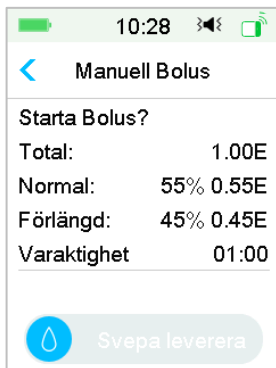 10:28
Manuell Bolus
Starta Bolus?
Total: 1.00E
Normal: 55% 0.55E
Förlängd: 45% 0.45E
Varaktighet 01:00
Svepa leverera